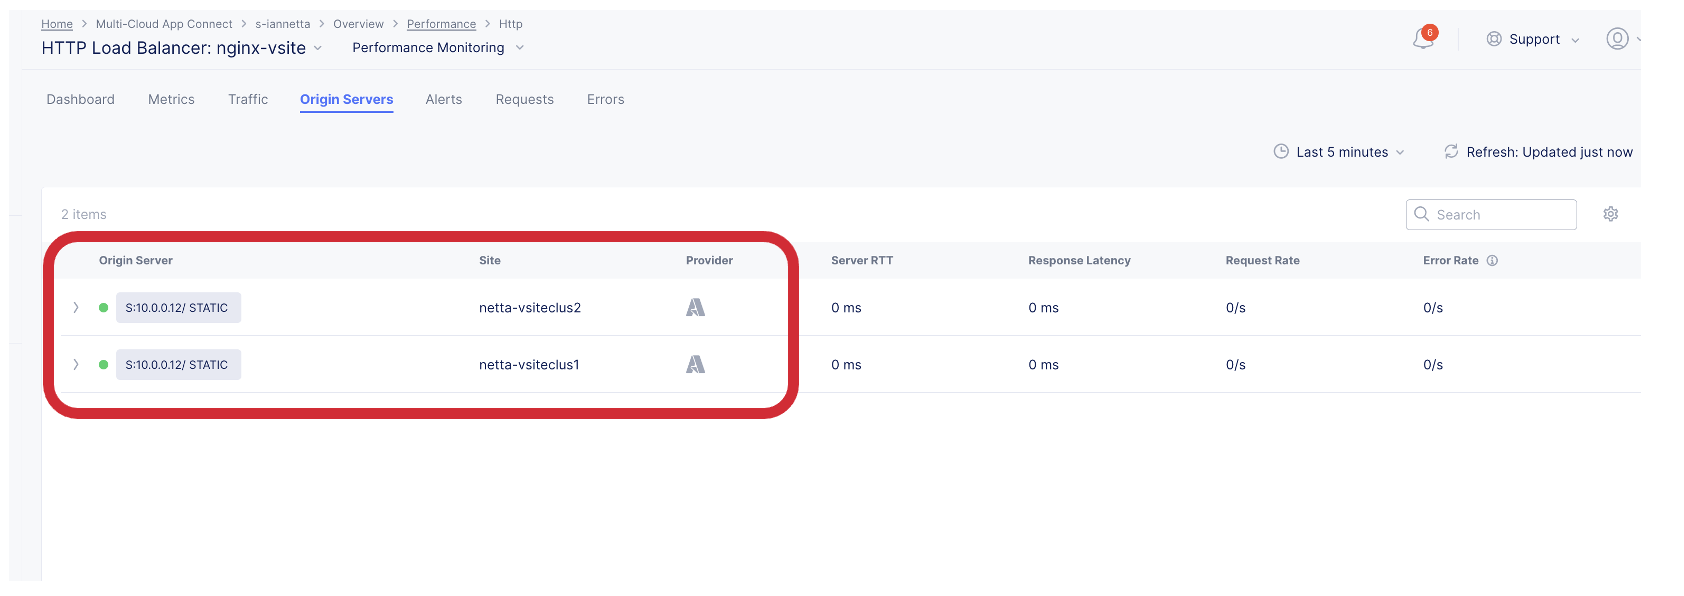 Home > Multi-Cloud App Connect > s-iannetta > Overview > Performance > Http
HTTP Load Balancer: nginx-vsite Performance Monitoring
6
Support
Dashboard Metrics Traffic Origin Servers Alerts Requests Errors
Last 5 minutes Refresh: Updated just now
2 items
Search
Origin Server Site Provider Server RTT Response Latency Request Rate Error Rate
S:10.0.0.12/ STATIC netta-vsiteclus2 0 ms 0 ms 0/s 0/s
S:10.0.0.12/ STATIC netta-vsiteclus1 0 ms 0 ms 0/s 0/s